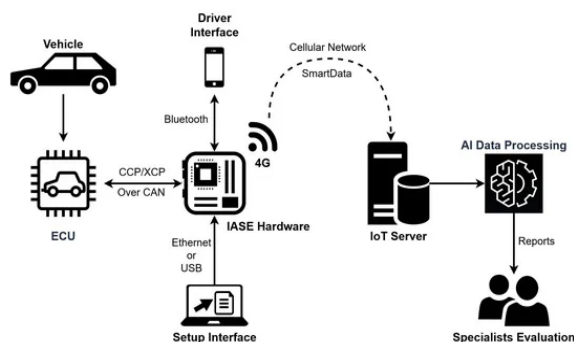 Driver
Interface
Vehicle
Cellular Network
SmartData
Bluetooth
4G
AI Data Processing
CCP/XCP
Over CAN
ECU
IASE Hardware
IoT Server
Ethernet
or
USB
Reports
Setup Interface
Specialists Evaluation